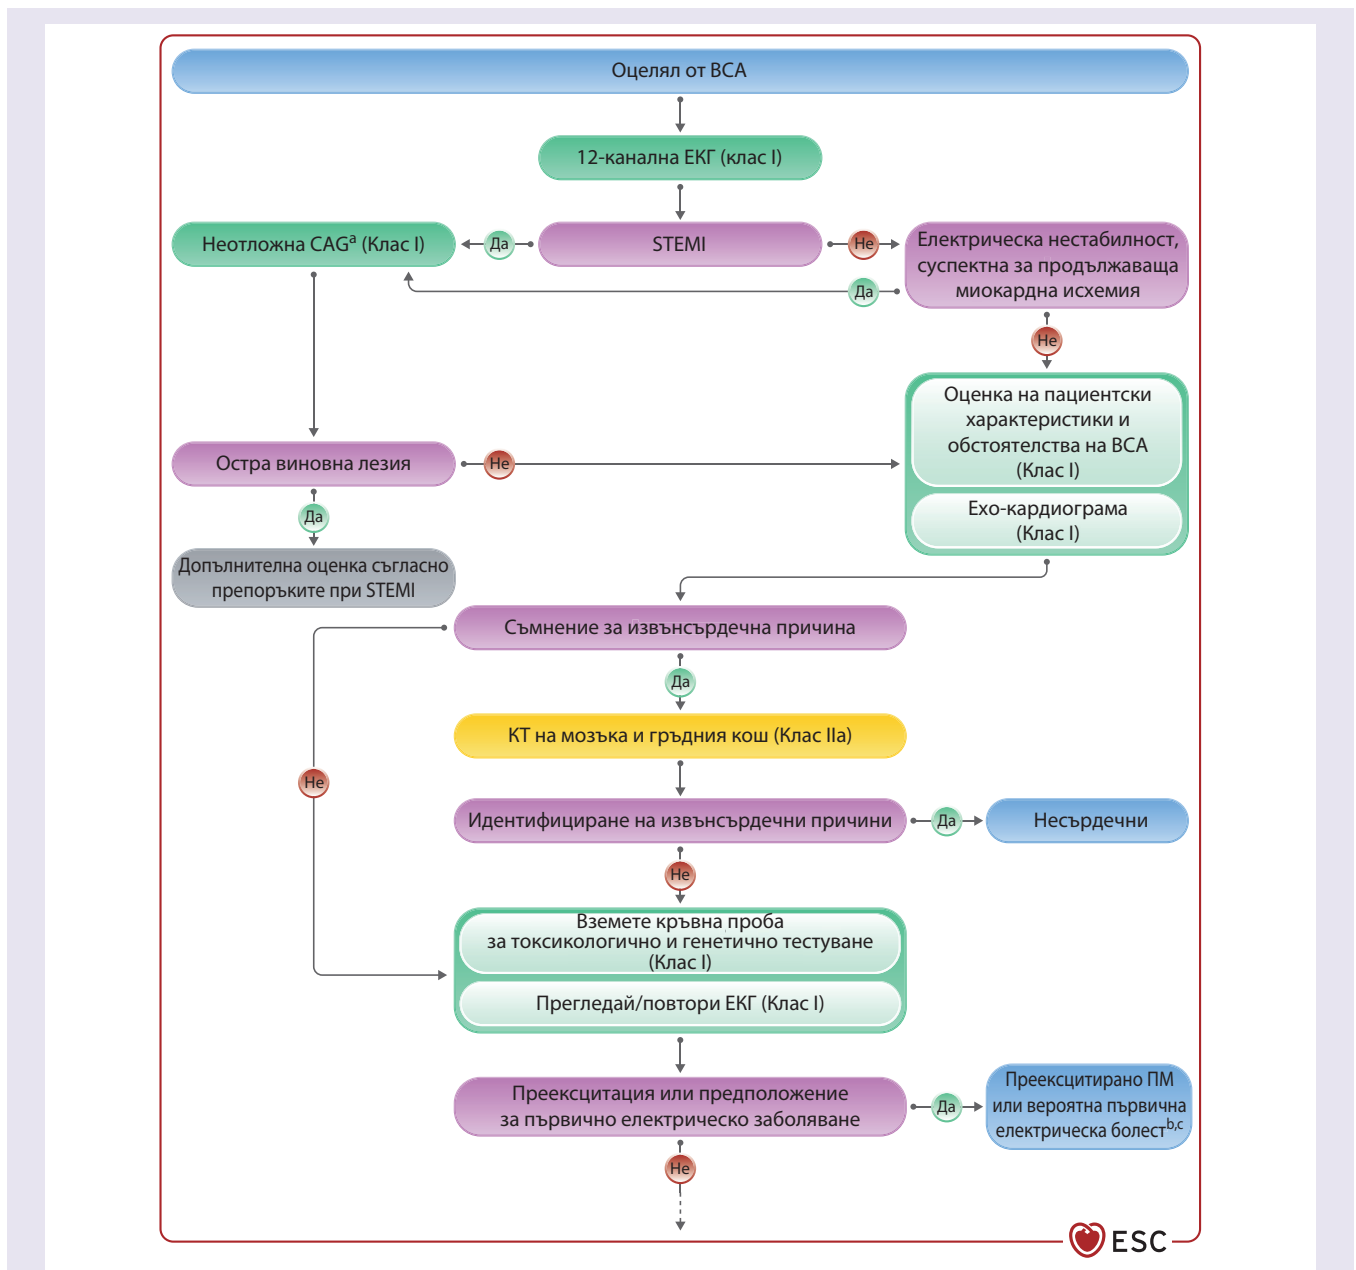 Оцелял от ВСА
12-канална ЕКГ (клас I)
Неотложна CAGa (Клас I)
Да
STEMI
Не
Електрическа нестабилност,
суспектна за продължаваща
миокардна исхемия
Да
Не
Оценка на пациентски
характеристики и
обстоятелства на ВСА
(Клас I)
Ехо-кардиограма
(Клас I)
Остра виновна лезия
Не
Да
Допълнителна оценка съгласно
препоръките при STEMI
Съмнение за извънсърдечна причина
Да
КТ на мозъка и гръдния кош (Клас IIa)
Не
Идентифициране на извънсърдечни причини
Да
Несърдечни
Не
Вземете кръвна проба
за токсикологично и генетично тестуване
(Клас I)
Прегледай/повтори ЕКГ (Клас I)
Преексцитация или предположение
за първично електрическо заболяване
Да
Преексцитирано ПМ
или вероятна първична
електрическа болестb,c
Не
ESC